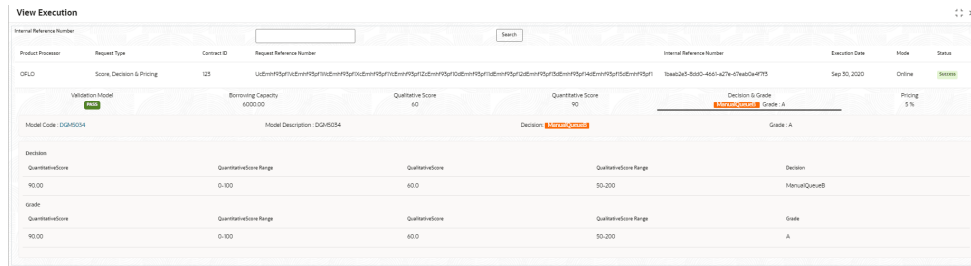 View Execution
Internal Reference Number Search
Product Processor Request Type Contract ID Request Reference Number Internal Reference Number Execution Date Mode Status
OFLO Score, Decision & Pricing 123 Sep 30, 2020 Online Success
Validation Model Borrowing Capacity Qualitative Score Quantitative Score Decision & Grade Pricing
PASS 6000.00 60 90 ManualQueueB Grade : A 5 %
Model Code : DGM5034 Model Description : DGM5034 Decision: ManualQueueB Grade : A
Decision
QuantitativeScore QuantitativeScore Range QualitativeScore QualitativeScore Range Decision
90.00 0-100 60.0 50-200 ManualQueueB
Grade
QuantitativeScore QuantitativeScore Range QualitativeScore QualitativeScore Range Grade
90.00 0-100 60.0 50-200 A